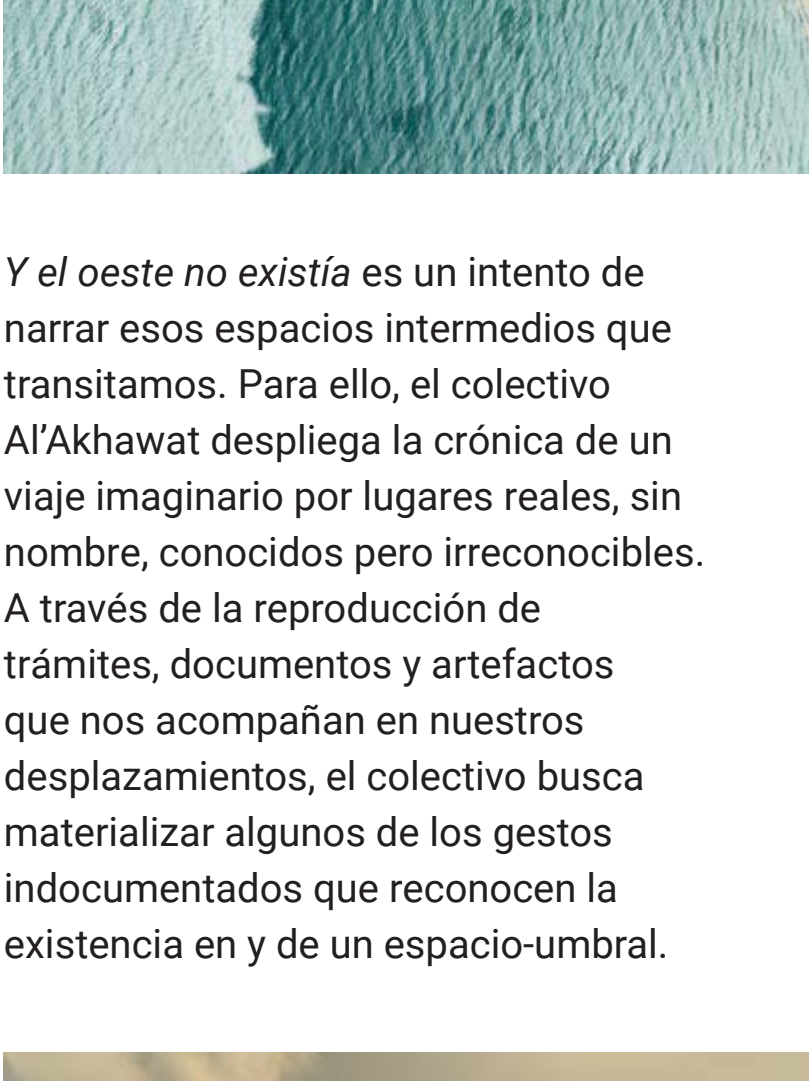 Y el oeste no existía es un intento de
narrar esos espacios intermedios que
transitamos. Para ello, el colectivo
Al’Akhawat despliega la crónica de un
viaje imaginario por lugares reales, sin
nombre, conocidos pero irreconocibles.
A través de la reproducción de
trámites, documentos y artefactos
que nos acompañan en nuestros
desplazamientos, el colectivo busca
materializar algunos de los gestos
indocumentados que reconocen la
existencia en y de un espacio-umbral.